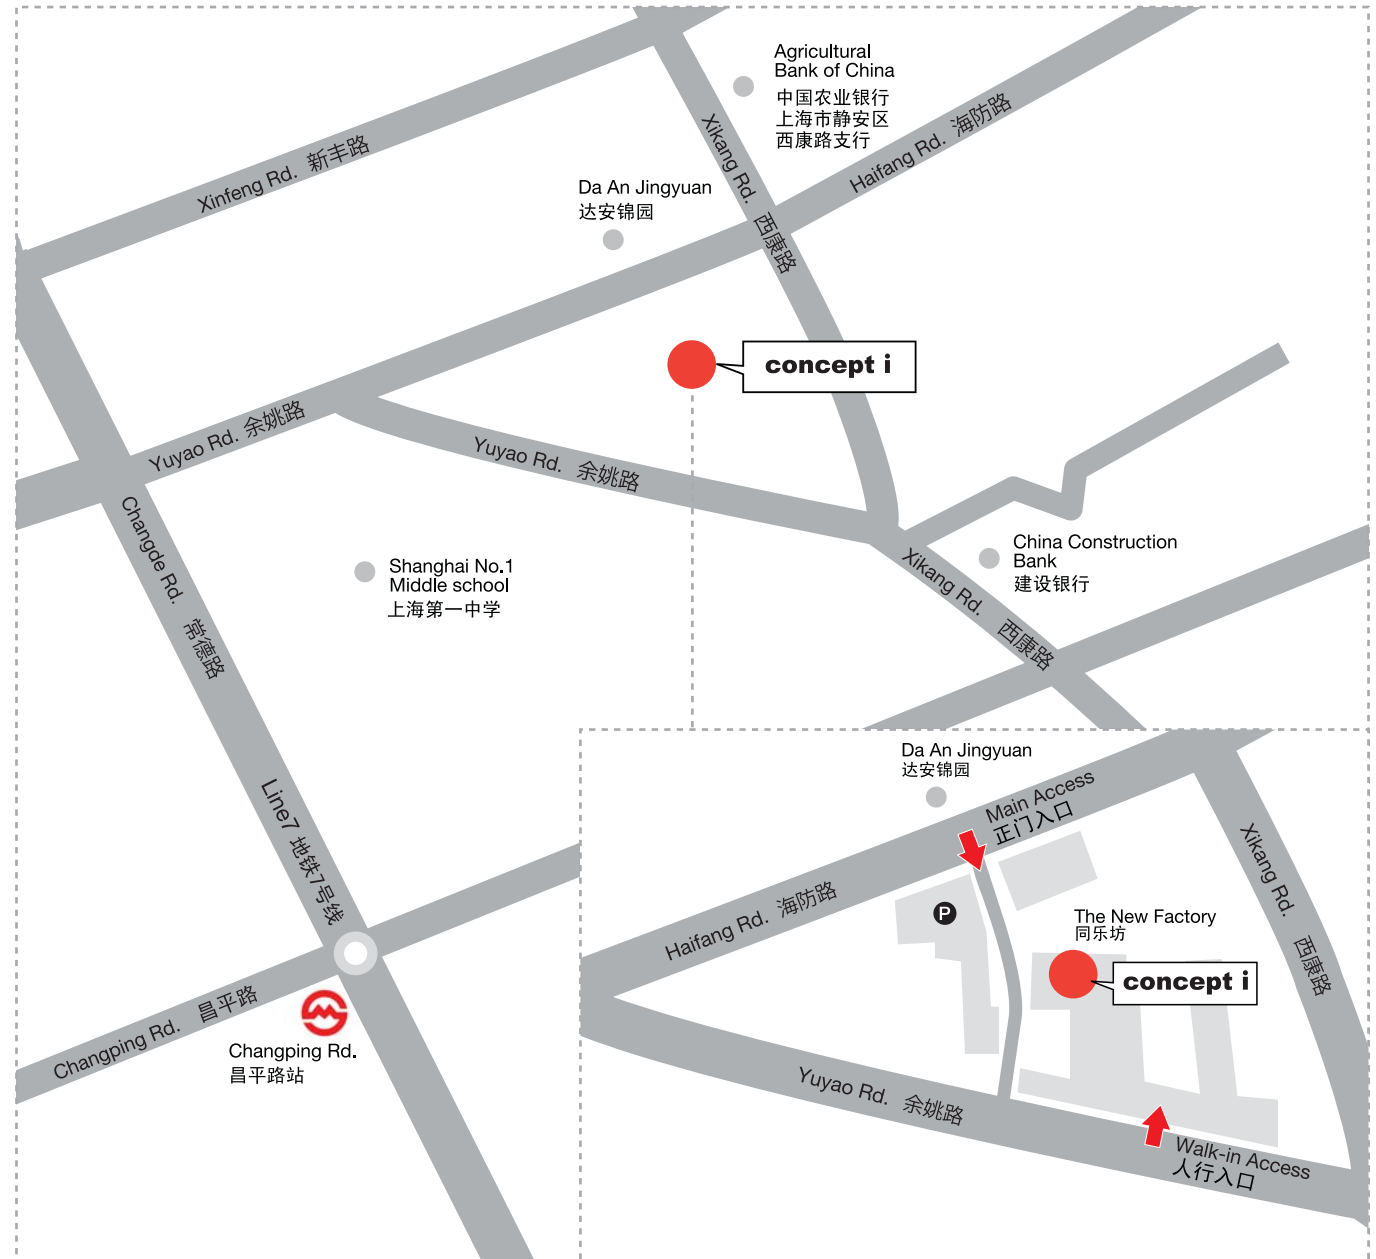 Agricultural
Bank of China
中国农业银行
上海市静安区
西康路支行
Xinfeng Rd. 新丰路
Xikang Rd. 西康路
Haifang Rd. 海防路
Da An Jingyuan
达安锦园
concept i
Yuyao Rd. 余姚路
Yuyao Rd. 余姚路
Changde Rd. 常德路
Shanghai No.1
Middle school
上海第一中学
China Construction
Bank
建设银行
Xikang Rd. 西康路
Line7 地铁7号线
Changping Rd. 昌平路
Changping Rd.
昌平路站
Da An Jingyuan
达安锦园
Main Access
正门入口
Haifang Rd. 海防路
P
Xikang Rd. 西康路
The New Factory
同乐坊
concept i
Yuyao Rd. 余姚路
Walk-in Access
人行入口